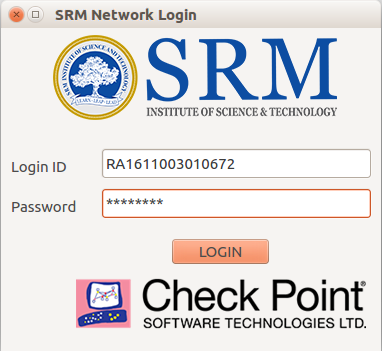 SRM Network Login
SRM INSTITUTE OF SCIENCE AND TECHNOLOGY
LEARN - LEAP - LEAD
SRM
INSTITUTE OF SCIENCE & TECHNOLOGY
Login ID
RA1611003010672
Password
********
LOGIN
Check Point
SOFTWARE TECHNOLOGIES LTD.